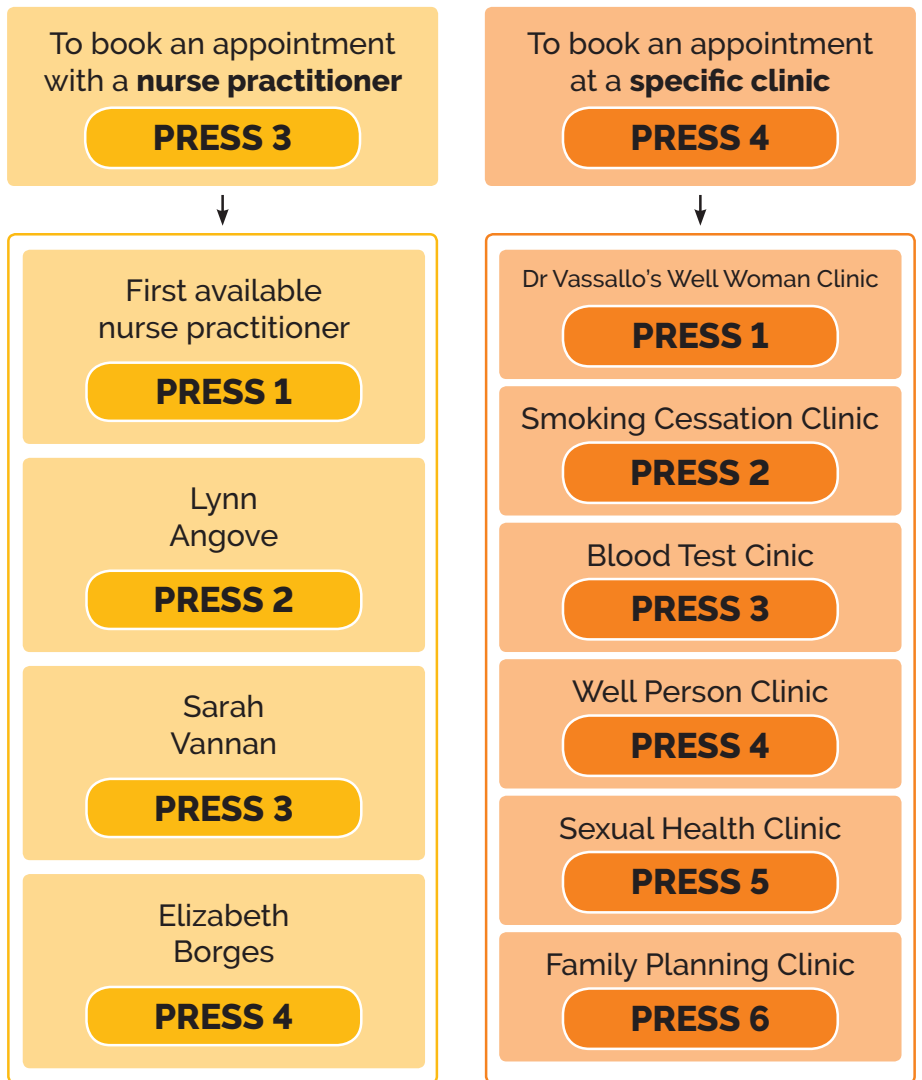 To book an appointment
with a nurse practitioner
PRESS 3
First available
nurse practitioner
PRESS 1
Lynn
Angove
PRESS 2
Sarah
Vannan
PRESS 3
Elizabeth
Borges
PRESS 4
To book an appointment
at a specific clinic
PRESS 4
Dr Vassallo's Well Woman Clinic
PRESS 1
Smoking Cessation Clinic
PRESS 2
Blood Test Cinic
PRESS 3
Well Person Clinic
PRESS 4
Sexual Health Clinic
PRESS 5
Family Planning Clinic
PRESS 6